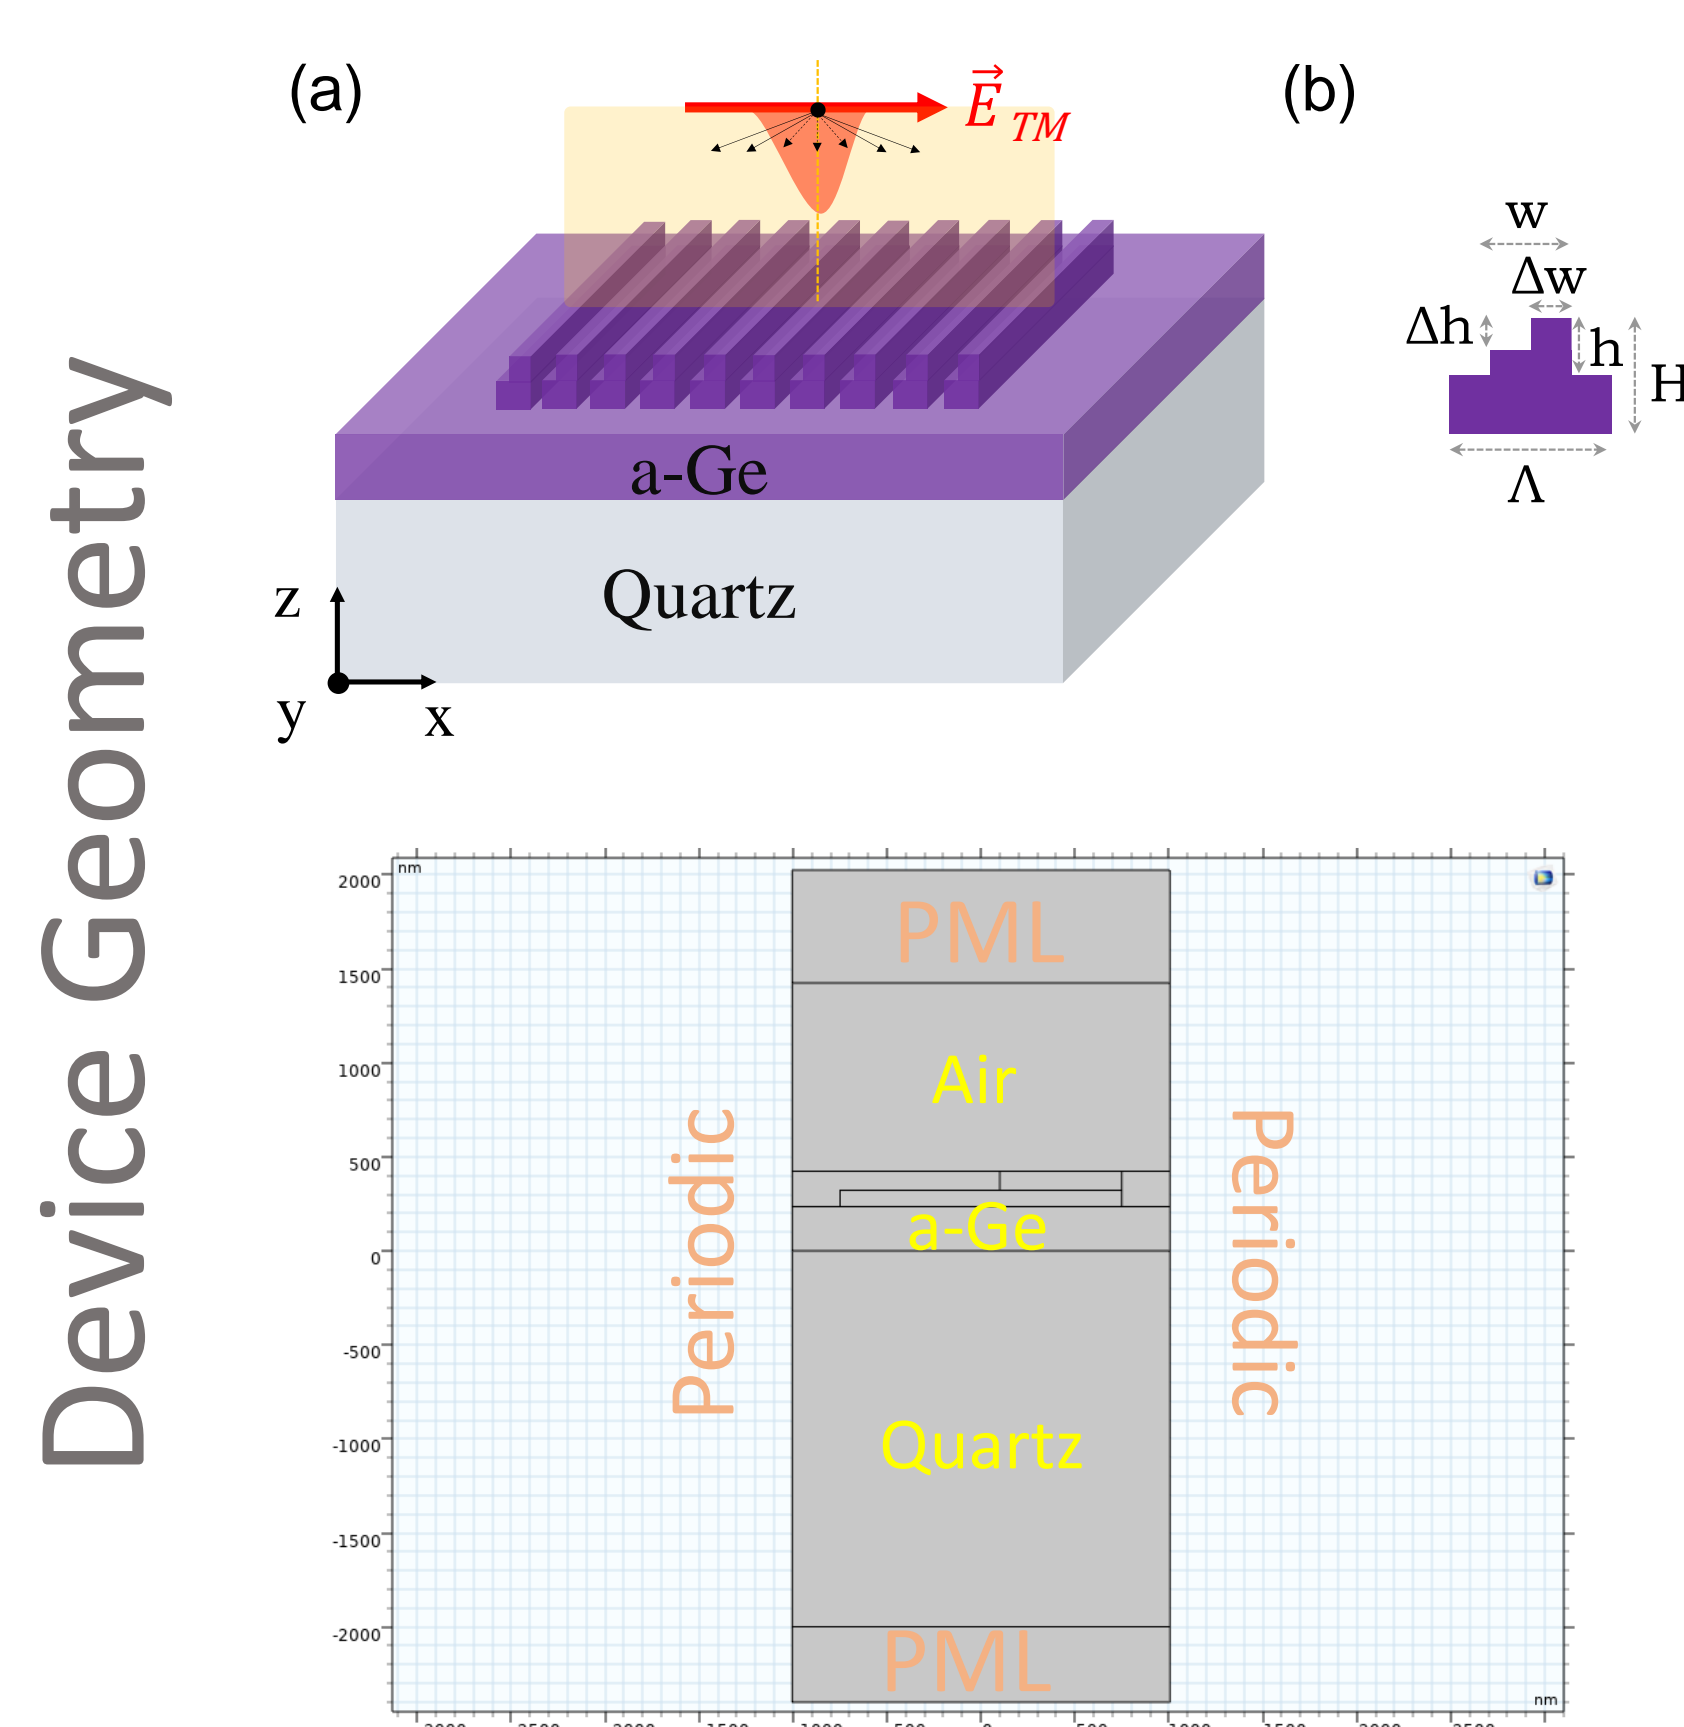 Device Geometry
(a)
E TM
a-Ge
Quartz
z
y
x
(b)
w
Δw
Δh
h
H
Λ
nm
2000
1500
1000
500
0
-500
-1000
-1500
-2000
PML
Air
a-Ge
Quartz
PML
Periodic
Periodic
nm